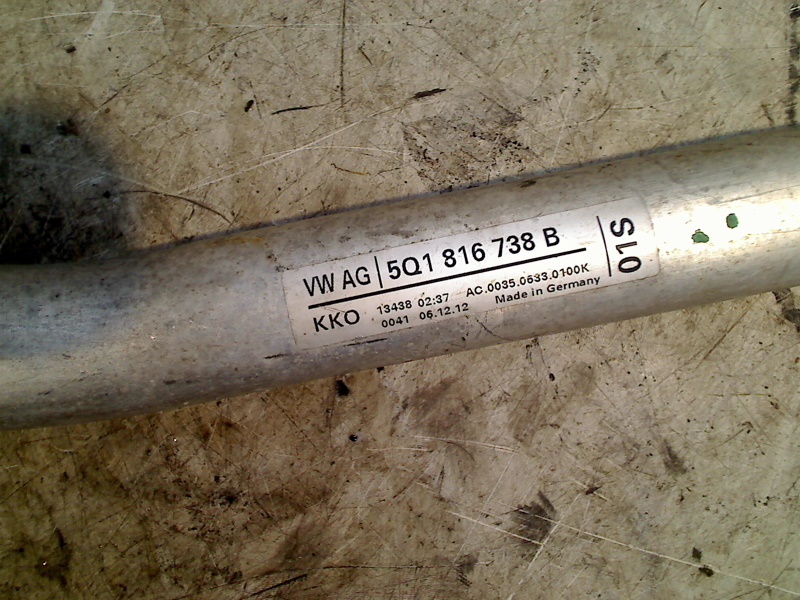 VW AG 5Q1 816 738 B
KKO 13438 02:37 AC.0035.0633.0100K
0041 06.12.12 Made in Germany
01S